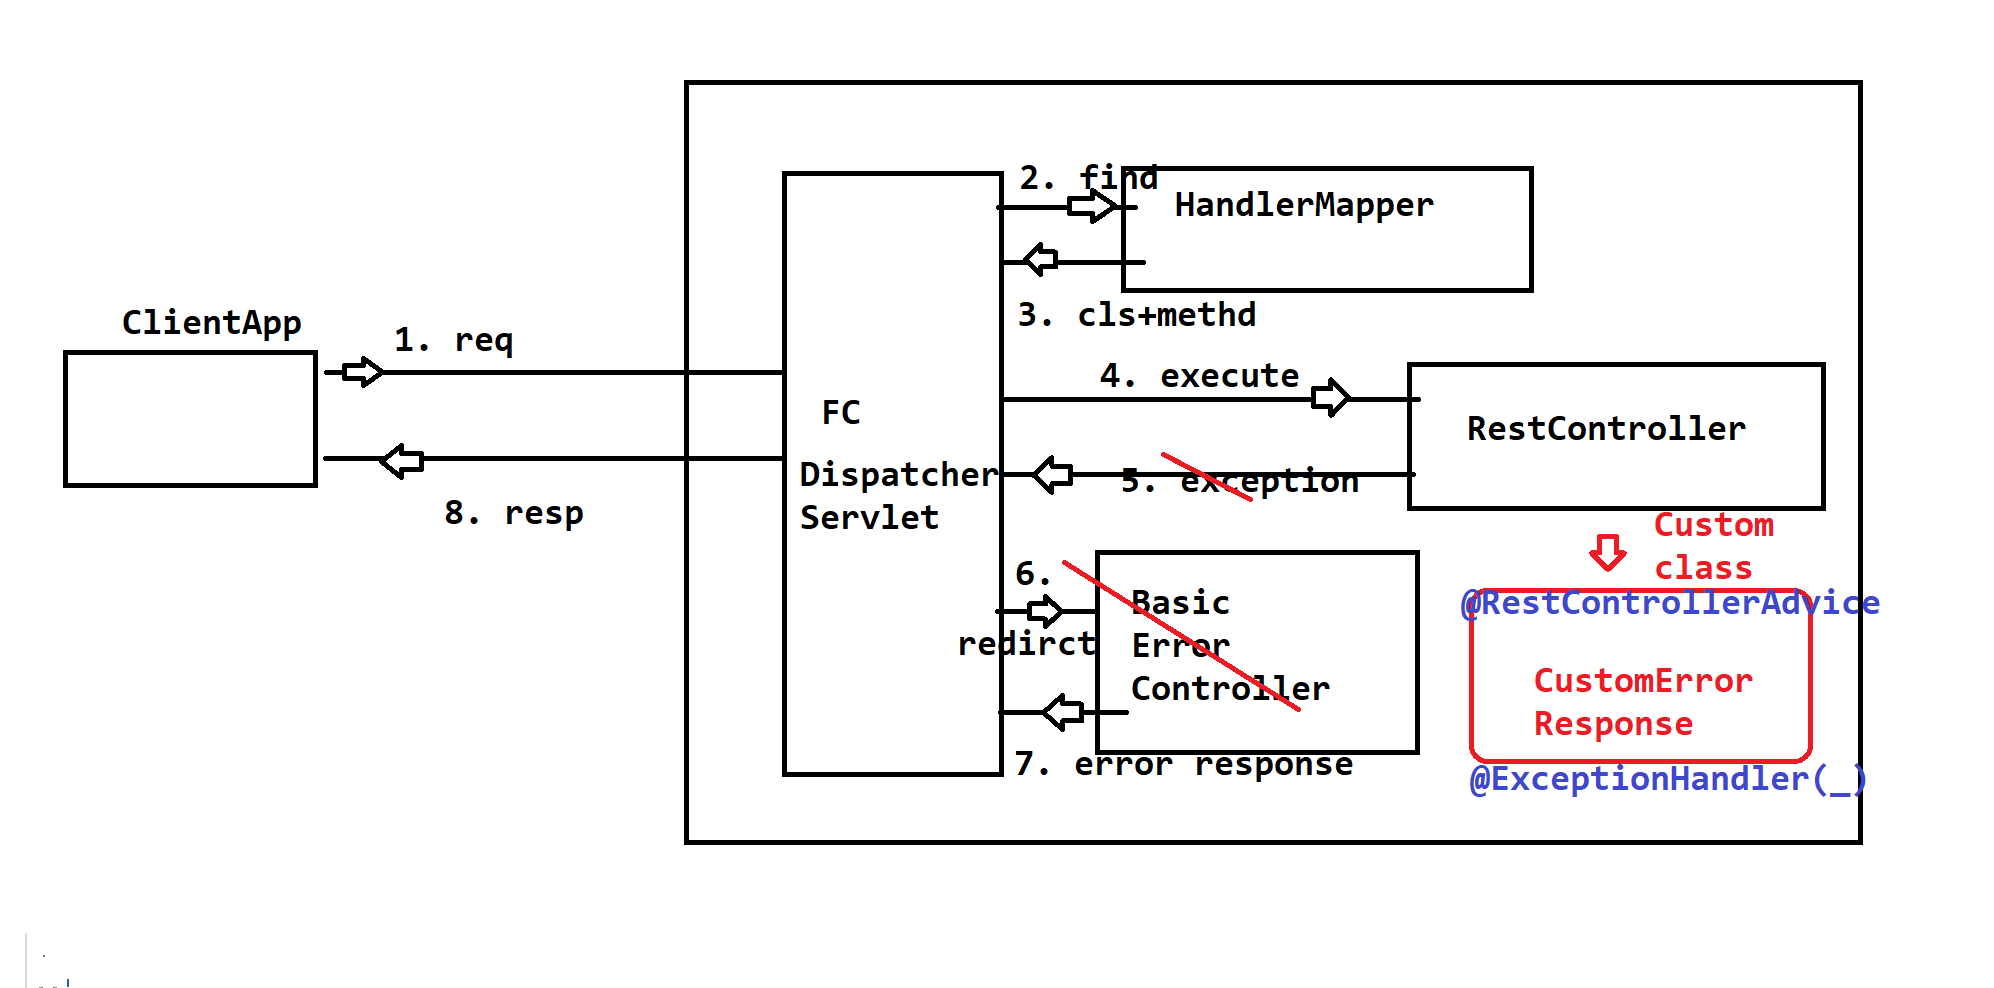 ClientApp
1. req
8. resp
FC
Dispatcher
Servlet
2. find
HandlerMapper
3. cls+methd
4. execute
RestController
5. exception
6.
redirct
Basic
Error
Controller
7. error response
Custom
class
@RestControllerAdvice
CustomError
Response
@ExceptionHandler(_)